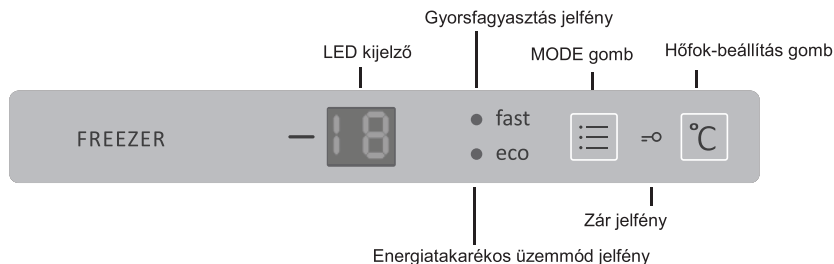 Gyorsfagyasztás jelfény
LED kijelző
MODE gomb
Hőfok-beállítás gomb
FREEZER
-18
fast
eco
°C
Zár jelfény
Energiatakarékos üzemmód jelfény